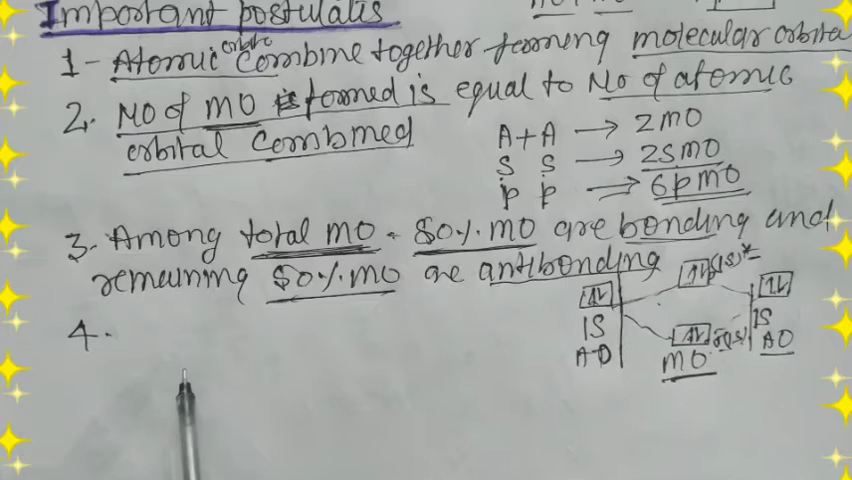 Important postulates
1- Atomic orbite combine together forming molecular orbital
2. NO of MO is formed is equal to No of atomic
orbital combined
A+A → 2MO
S S → 2SMO
p p ⇒ 6pMO
3. Among total MO - 50%. MO are bonding and
remaining 50%. MO are antibonding
1S
AO
MO
1S
AO
4.